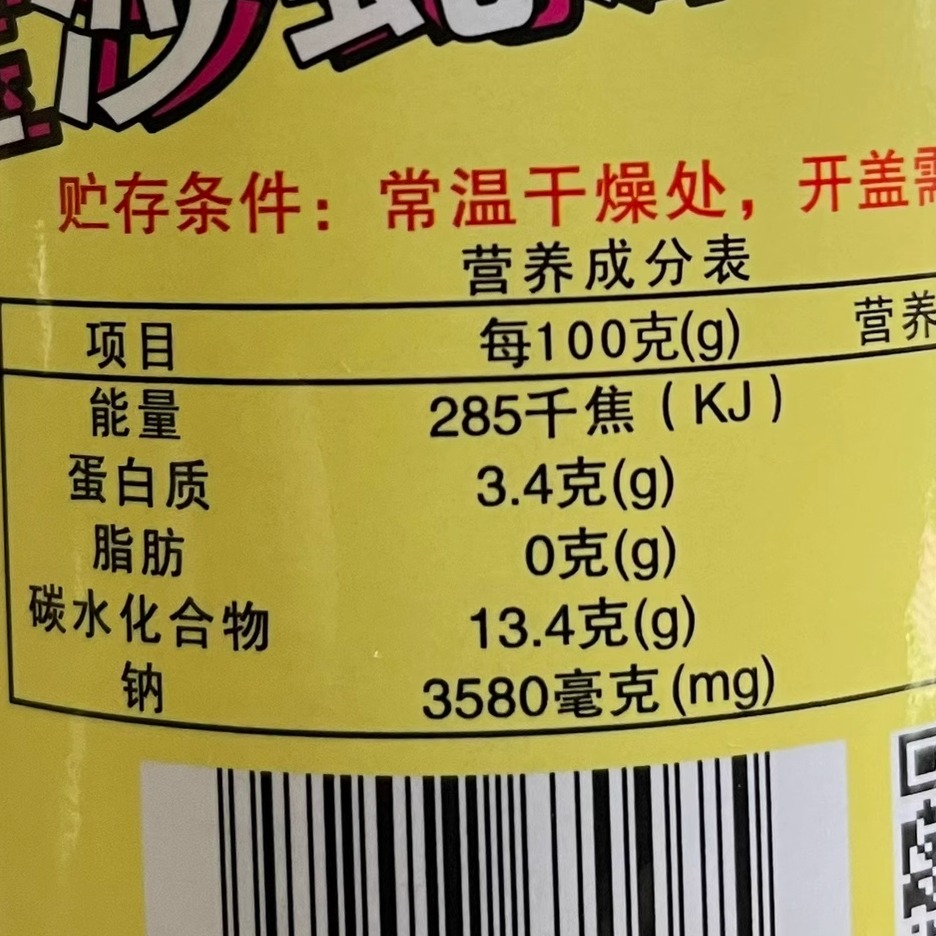 沙
贮存条件：常温干燥处，开盖需
营养成分表
项目 每100克(g) 营养
能量 285千焦（KJ）
蛋白质 3.4克(g)
脂肪 0克(g)
碳水化合物 13.4克(g)
钠 3580毫克(mg)